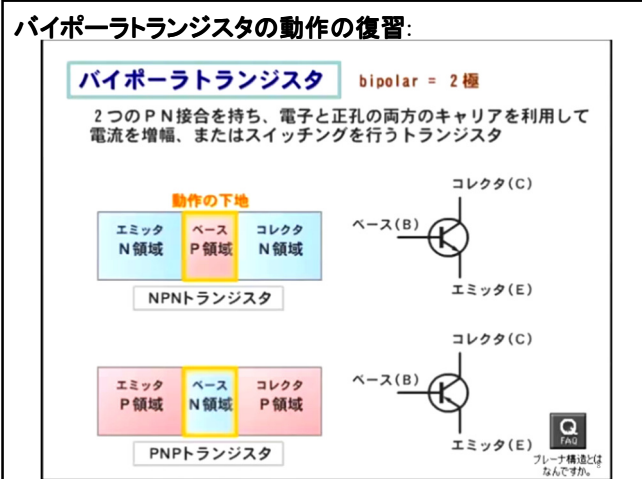 バイポーラトランジスタの動作の復習:
バイポーラトランジスタ bipolar = 2極
2つのPN接合を持ち、電子と正孔の両方のキャリアを利用して
電流を増幅、またはスイッチングを行うトランジスタ
動作の下地
エミッタ ベース コレクタ
N領域 P領域 N領域
NPNトランジスタ
コレクタ(C)
ベース(B)
エミッタ(E)
エミッタ ベース コレクタ
P領域 N領域 P領域
PNPトランジスタ
コレクタ(C)
ベース(B)
エミッタ(E)
Q
FAQ
プレーナ構造とは
なんですか。